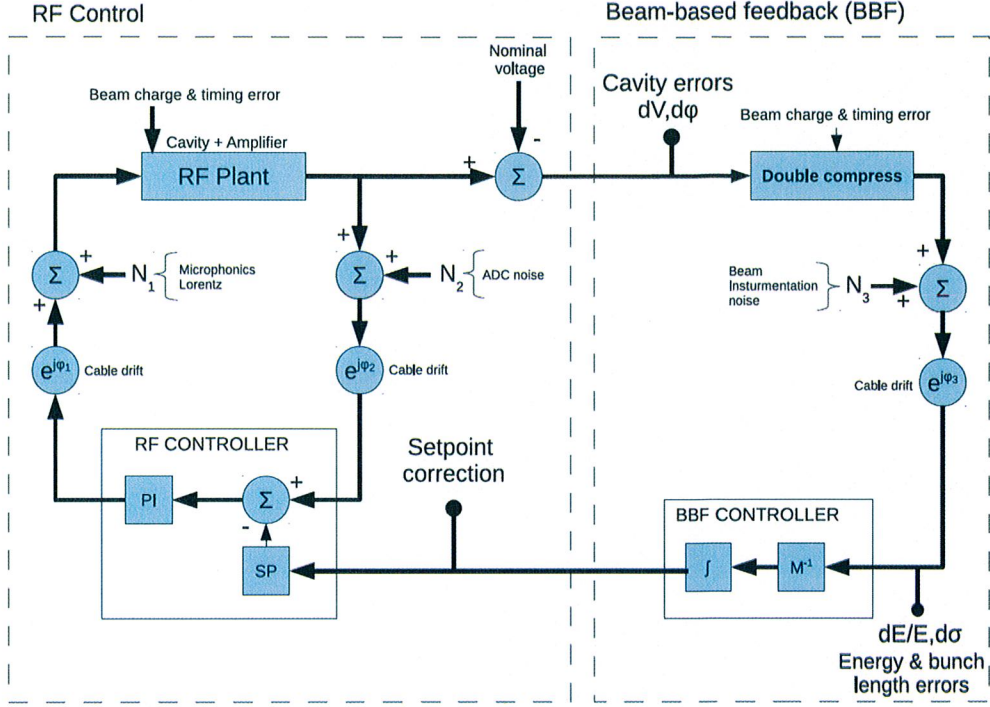 RF Control
Beam-based feedback (BBF)
Nominal
voltage
Beam charge & timing error
Cavity errors
dV,dφ
Beam charge & timing error
Cavity + Amplifier
RF Plant
+
-
Σ
Double compress
+
Σ
+
N1
Microphonics
Lorentz
+
+
Σ
N2
ADC noise
+
Σ
+
Beam
Insturmentation
noise
N3
ejφ1
Cable drift
ejφ2
Cable drift
Cable drift
ejφ3
RF CONTROLLER
PI
Σ
+
-
SP
Setpoint
correction
BBF CONTROLLER
∫
M-1
dE/E,dσ
Energy & bunch
length errors